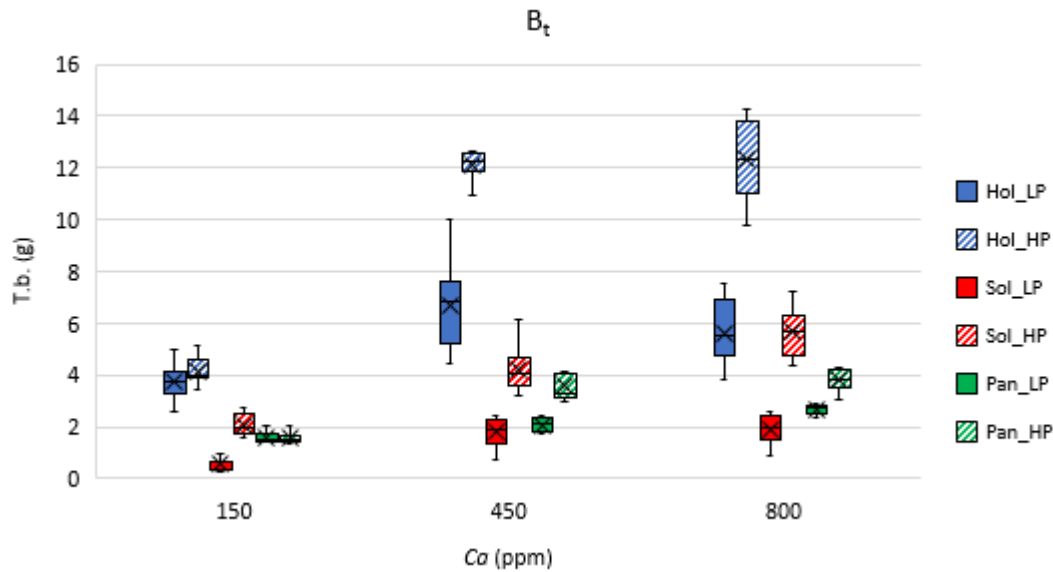 Bt
16
14
12
10
8
6
4
2
0
T.b. (g)
150 450 800
Ca (ppm)
Hol_LP
Hol_HP
Sol_LP
Sol_HP
Pan_LP
Pan_HP